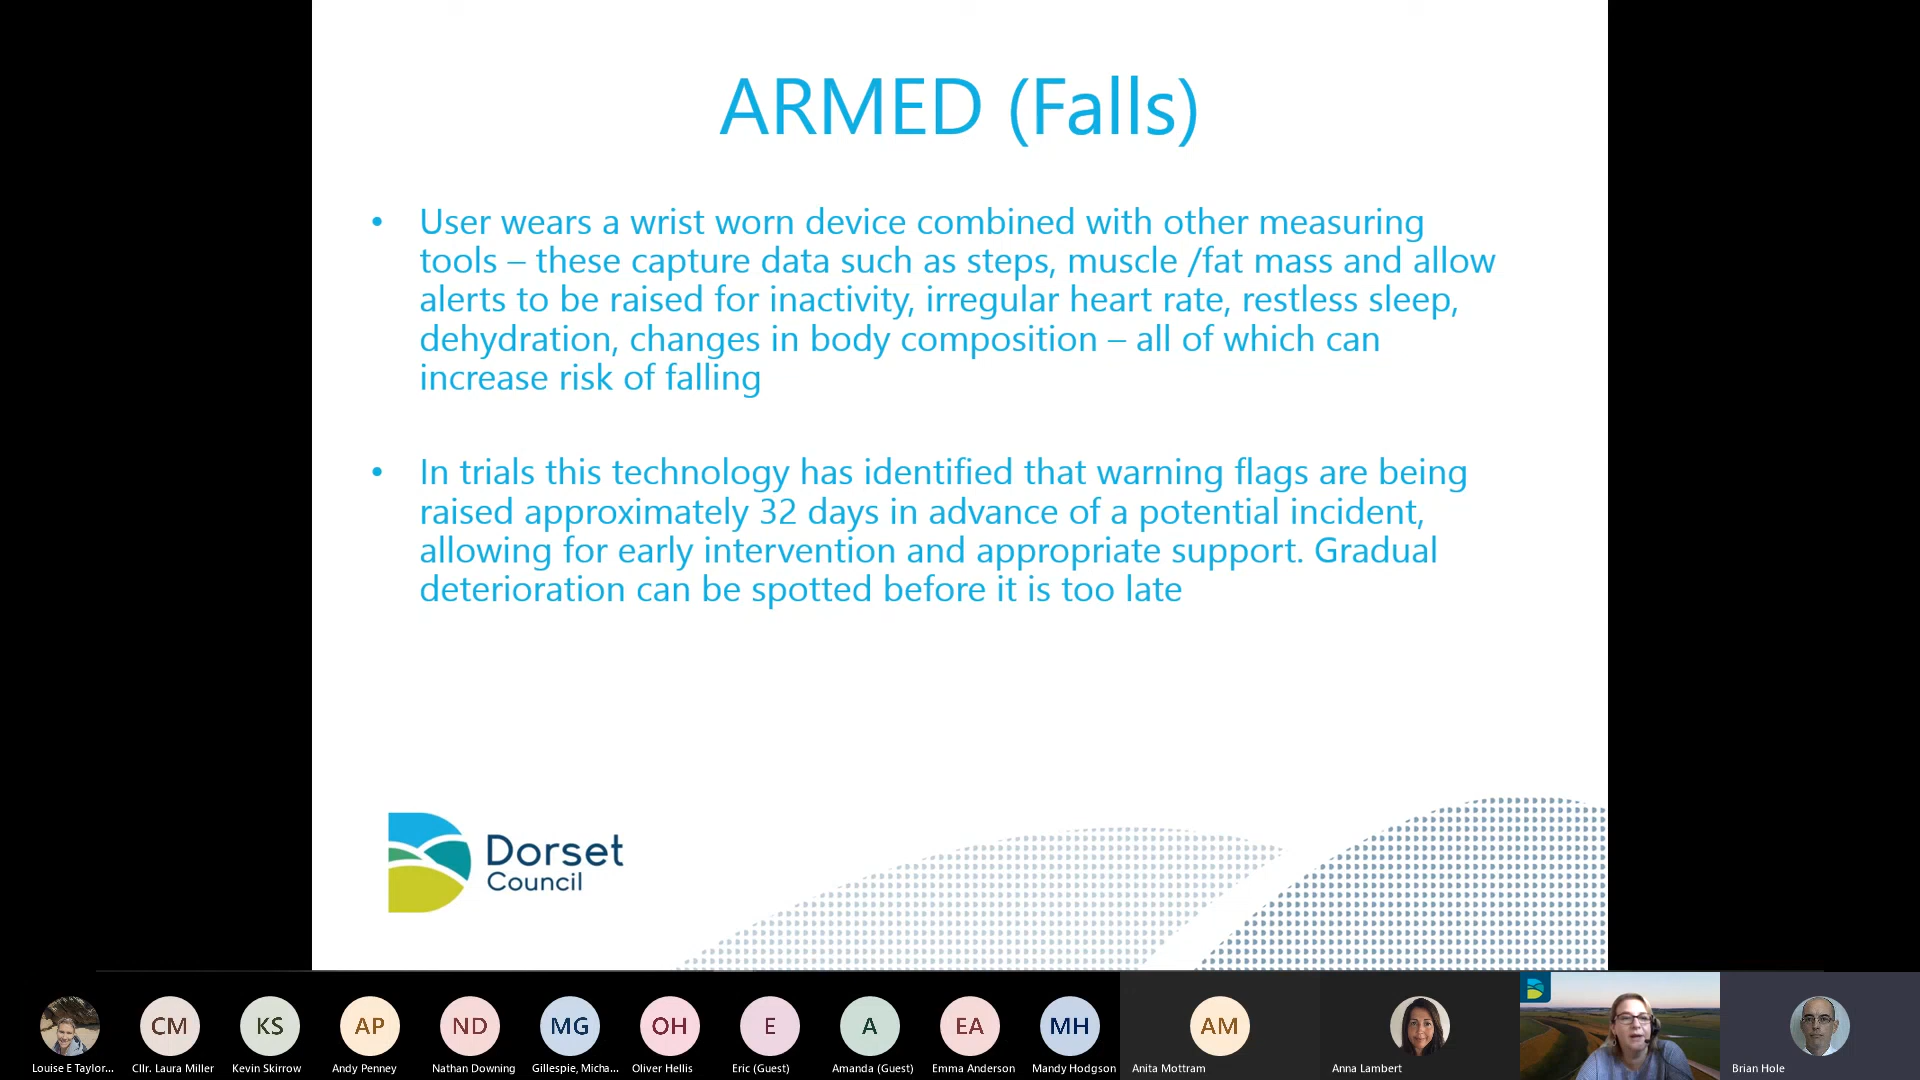 ARMED (Falls)
• User wears a wrist worn device combined with other measuring
tools – these capture data such as steps, muscle /fat mass and allow
alerts to be raised for inactivity, irregular heart rate, restless sleep,
dehydration, changes in body composition – all of which can
increase risk of falling
• In trials this technology has identified that warning flags are being
raised approximately 32 days in advance of a potential incident,
allowing for early intervention and appropriate support. Gradual
deterioration can be spotted before it is too late
Dorset
Council
CM KS AP ND MG OH E A EA MH AM
Louise E Taylor... Cllr. Laura Miller Kevin Skirrow Andy Penney Nathan Downing Gillespie, Micha... Oliver Hellis Eric (Guest) Amanda (Guest) Emma Anderson Mandy Hodgson Anita Mottram Anna Lambert Brian Hole